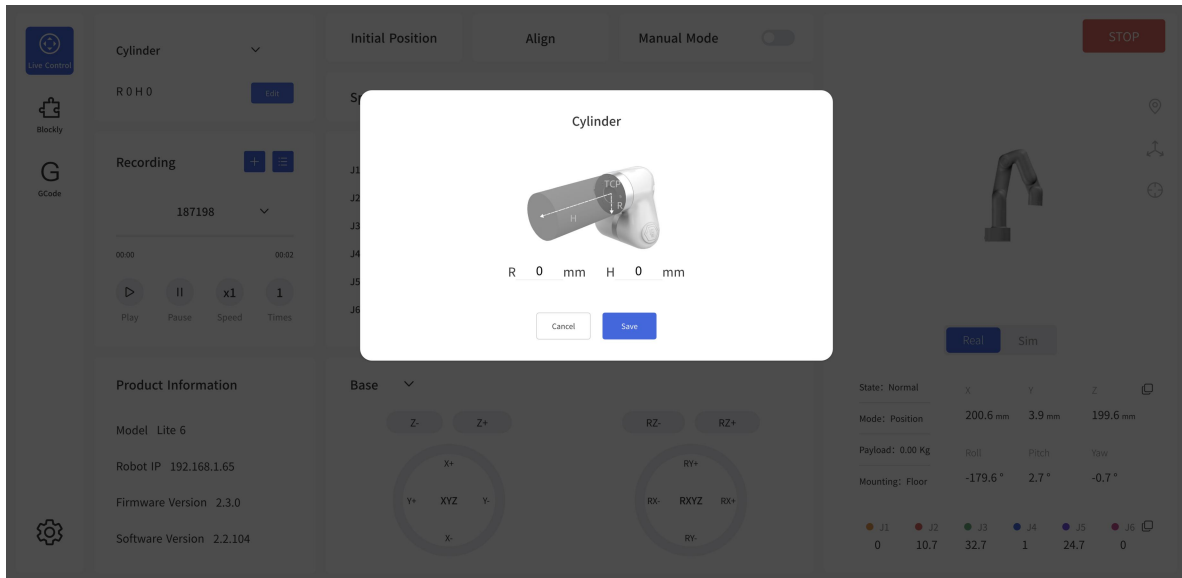 Live Control
Blockly
G
GCode
Cylinder
R 0 H 0
Edit
Recording
187198
00:00 00:02
x1 1
Play Pause Speed Times
Product Information
Model Lite 6
Robot IP 192.168.1.65
Firmware Version 2.3.0
Software Version 2.2.104
Initial Position Align Manual Mode
J1
J2
J3
J4
J5
J6
Cylinder
TCP
R
H
R 0 mm H 0 mm
Cancel Save
Base
Z- Z+
X+
Y+ XYZ Y-
X-
RZ- RZ+
RY+
RX- RXYZ RX+
RY-
STOP
Real Sim
State: Normal
Mode: Position
Payload: 0.00 Kg
Mounting: Floor
X Y Z
200.6 mm 3.9 mm 199.6 mm
Roll Pitch Yaw
-179.6 ° 2.7 ° -0.7 °
J1 J2 J3 J4 J5 J6
0 10.7 32.7 1 24.7 0